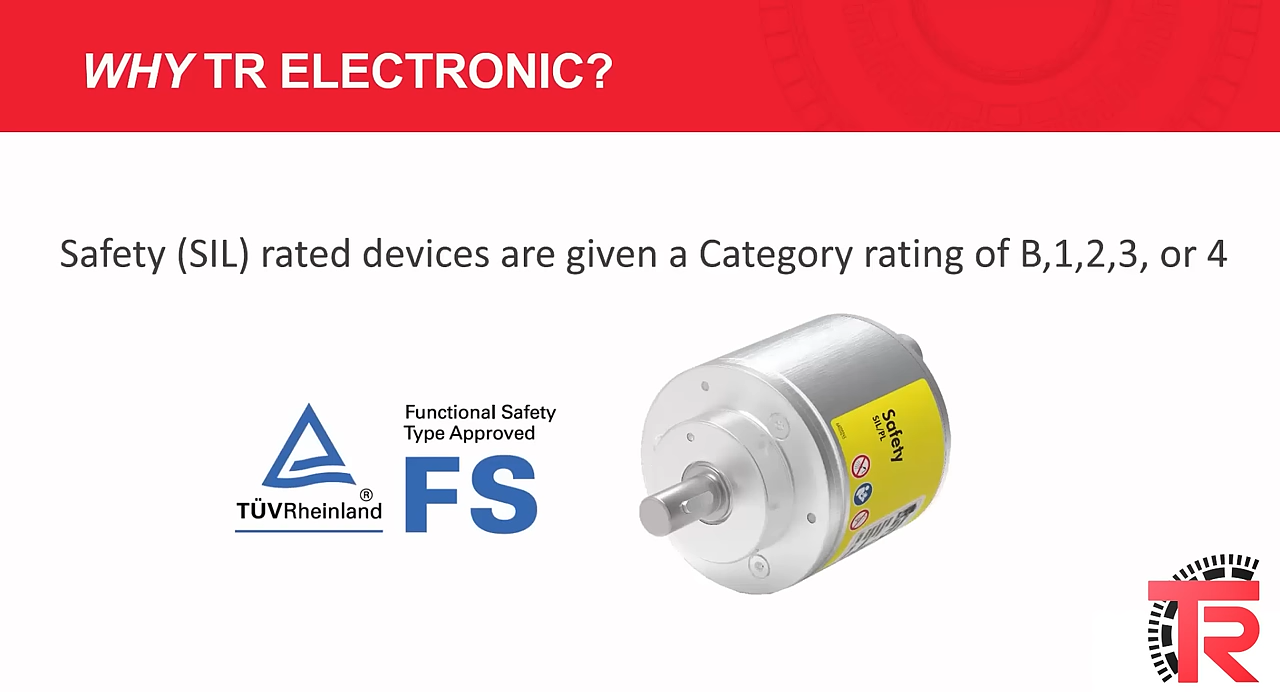 WHY TR ELECTRONIC?
Safety (SIL) rated devices are given a Category rating of B,1,2,3, or 4
Functional Safety
Type Approved
FS
TÜVRheinland®
Safety
SIL/PL
TR